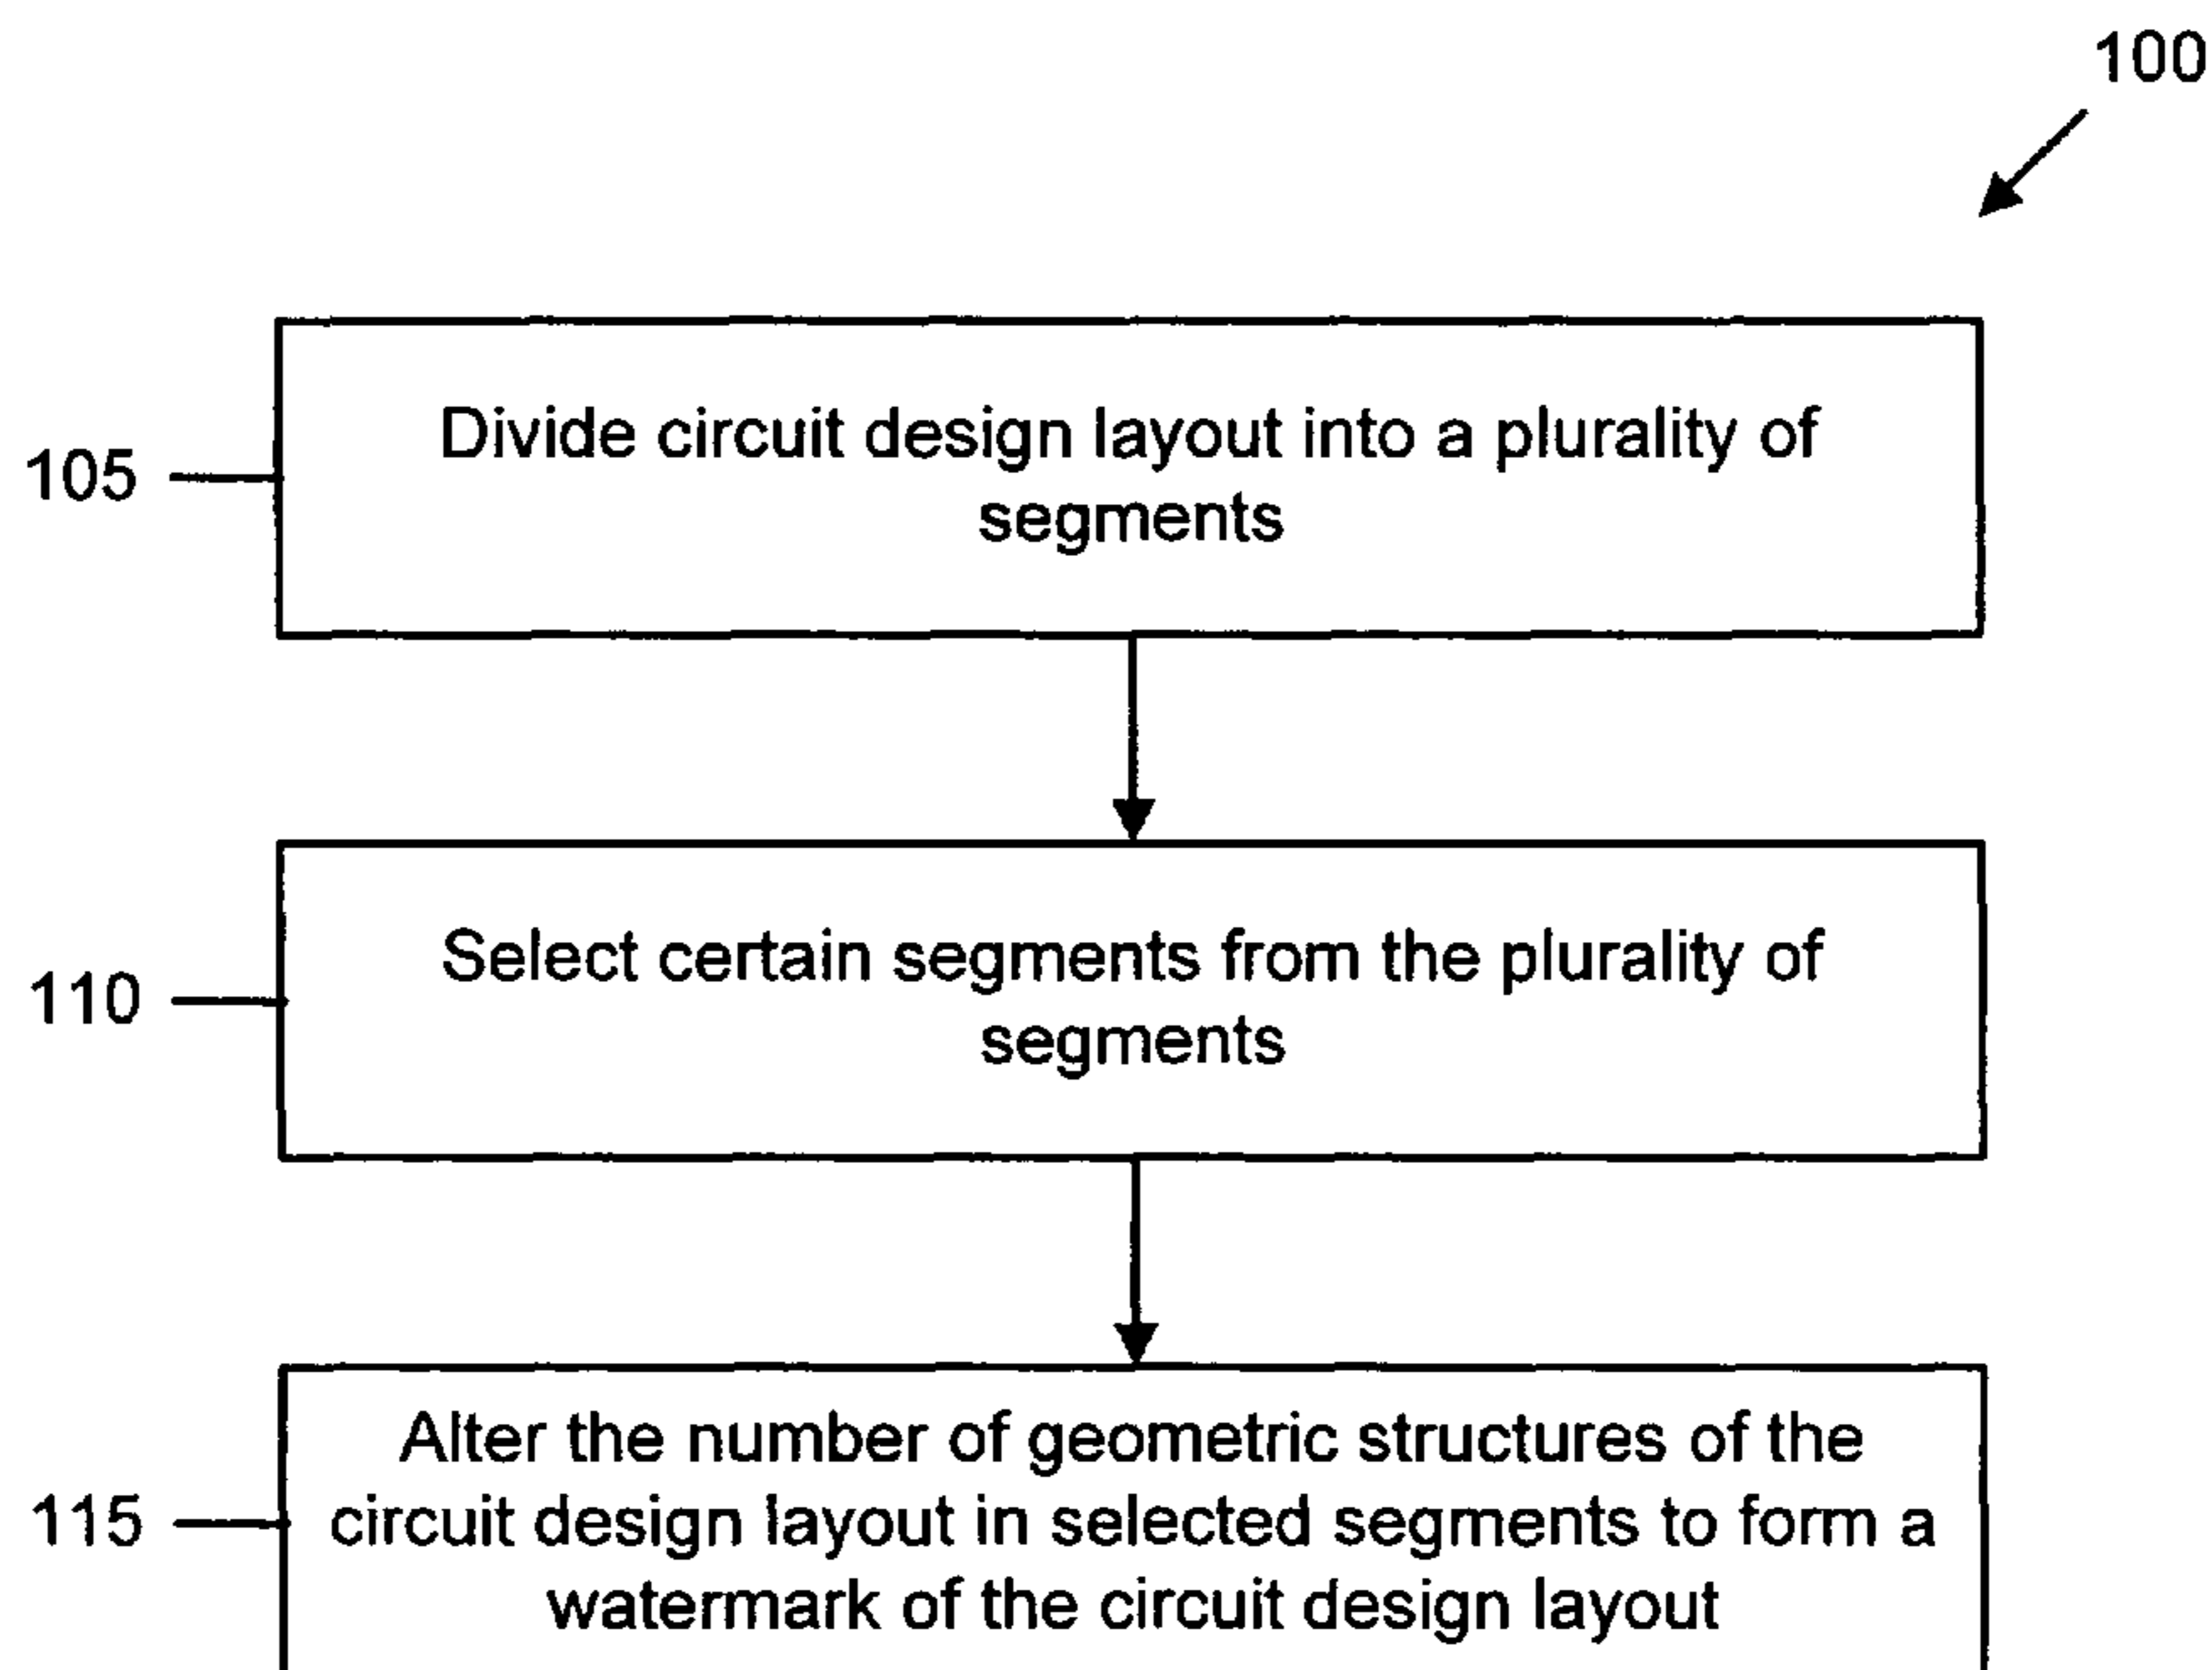 100
105
Divide circuit design layout into a plurality of
segments
110
Select certain segments from the plurality of
segments
115
Alter the number of geometric structures of the
circuit design layout in selected segments to form a
watermark of the circuit design layout